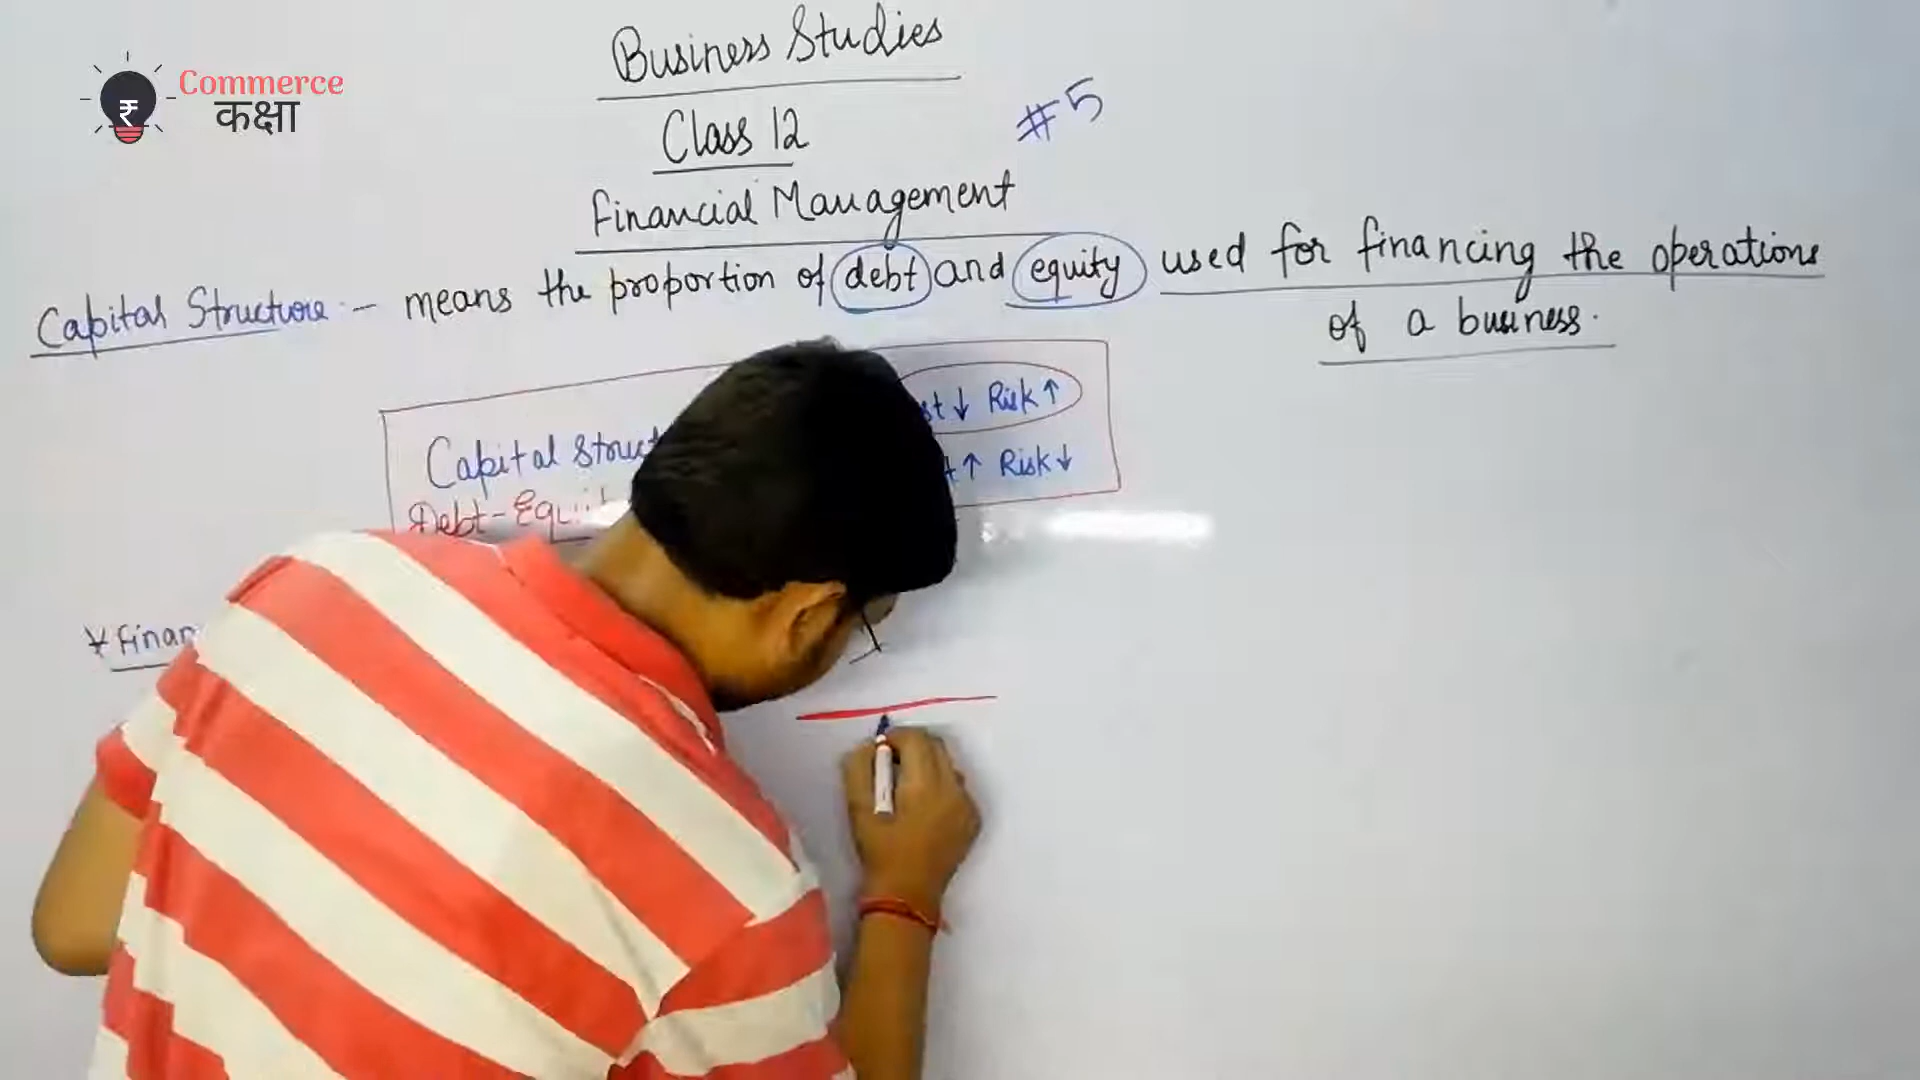 Commerce
कक्षा
₹
Business Studies
Class 12
#5
Financial Management
Capital Structure :- means the proportion of debt and equity used for financing the operations
of a business.
↓ Risk ↑
Capital
↑ Risk ↓
Debt-